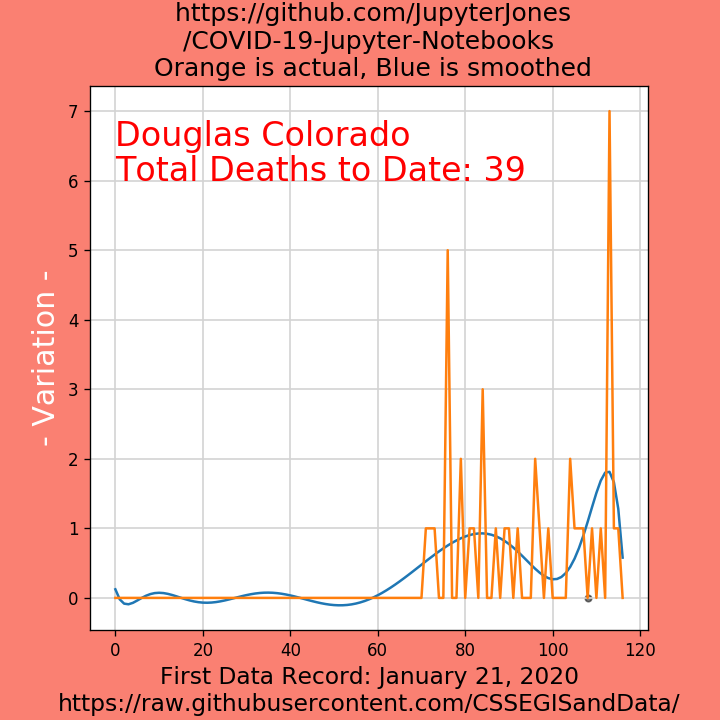 https://github.com/JupyterJones
/COVID-19-Jupyter-Notebooks
Orange is actual, Blue is smoothed
Douglas Colorado
Total Deaths to Date: 39
- Variation -
7
6
5
4
3
2
1
0
0 20 40 60 80 100 120
First Data Record: January 21, 2020
https://raw.githubusercontent.com/CSSEGISandData/